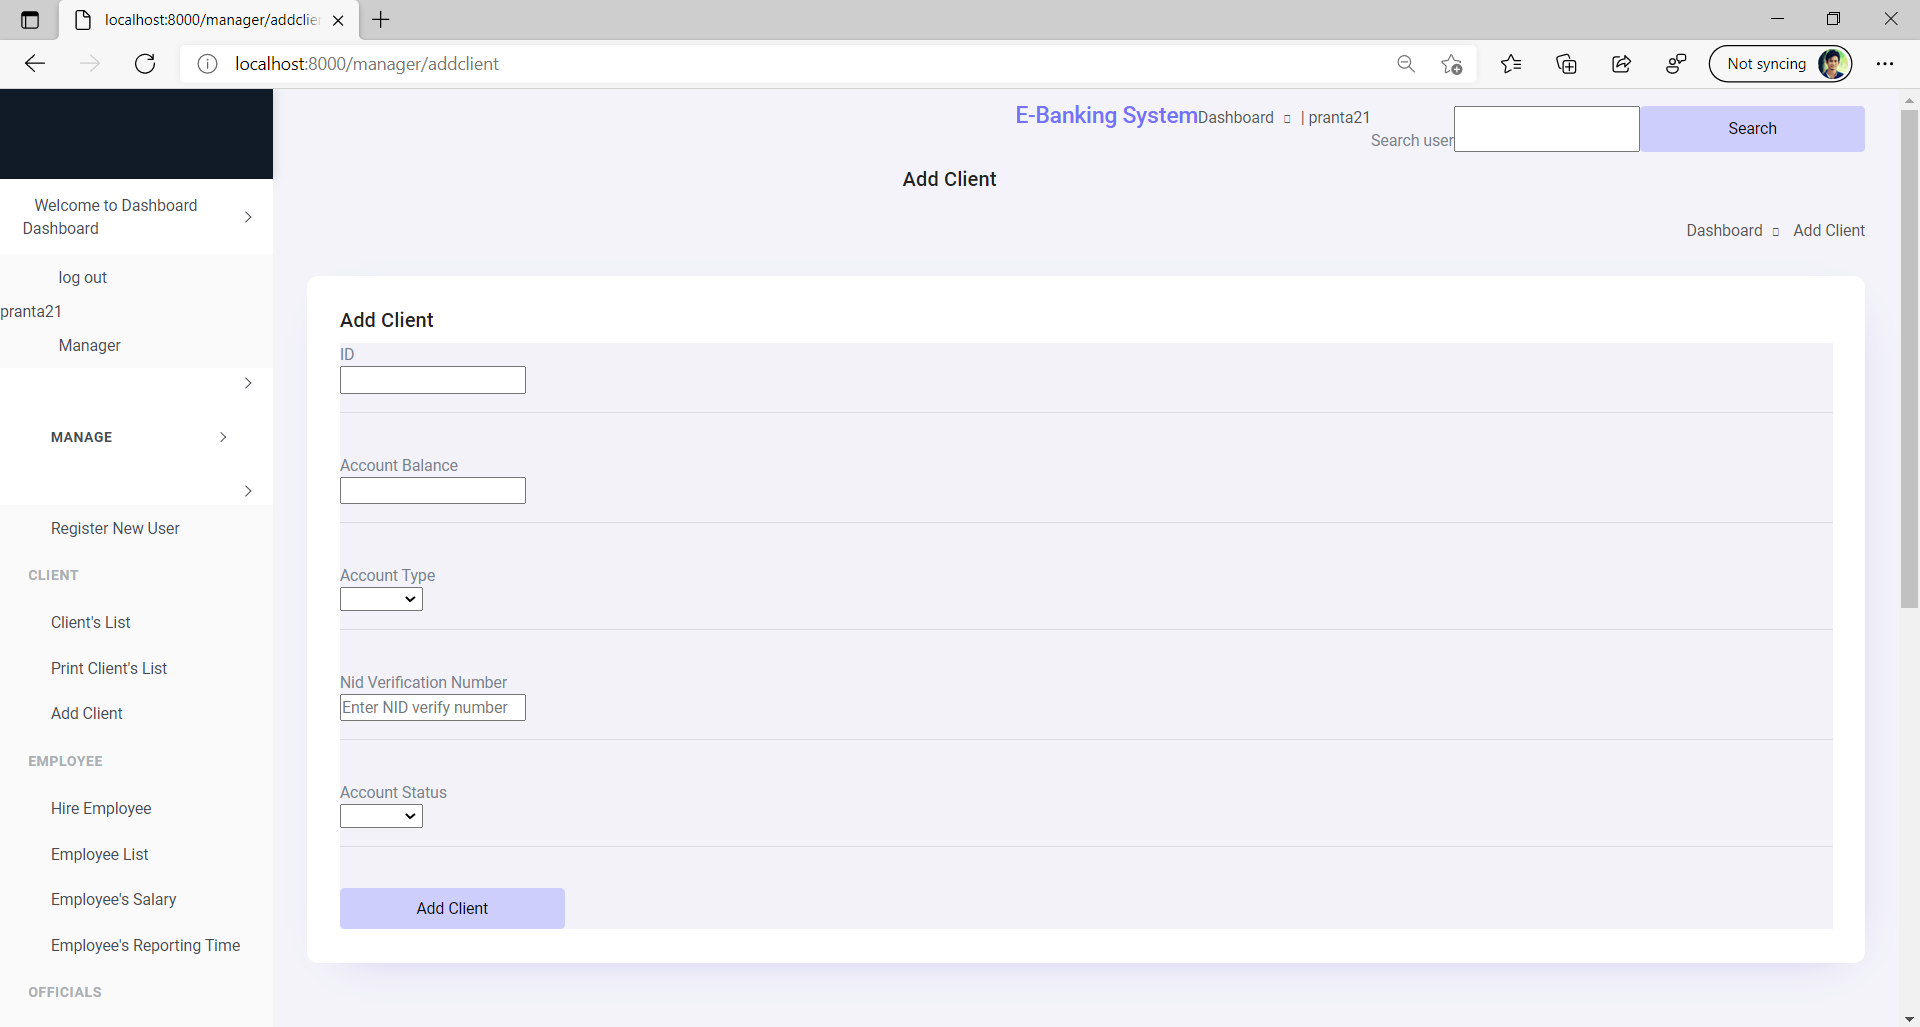 localhost:8000/manager/addclie
localhost:8000/manager/addclient
Not syncing
E-Banking System Dashboard | pranta21
Search user
Search
Add Client
Dashboard Add Client
Welcome to Dashboard
Dashboard
log out
pranta21
Manager
MANAGE
Register New User
CLIENT
Client's List
Print Client's List
Add Client
EMPLOYEE
Hire Employee
Employee List
Employee's Salary
Employee's Reporting Time
OFFICIALS
Add Client
ID
Account Balance
Account Type
Nid Verification Number
Enter NID verify number
Account Status
Add Client